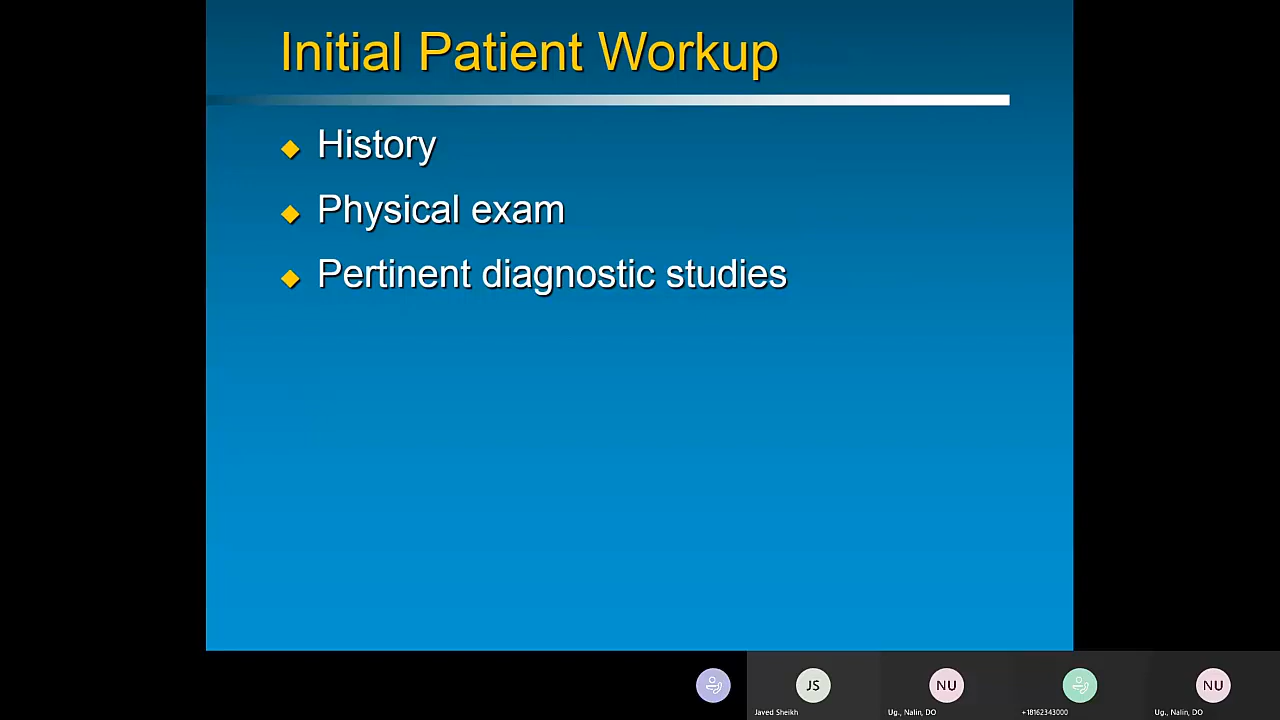 Initial Patient Workup
History
Physical exam
Pertinent diagnostic studies
JS
NU
NU
Javed Sheikh
Ug., Nalin, DO
+18162343000
Ug., Nalin, DO